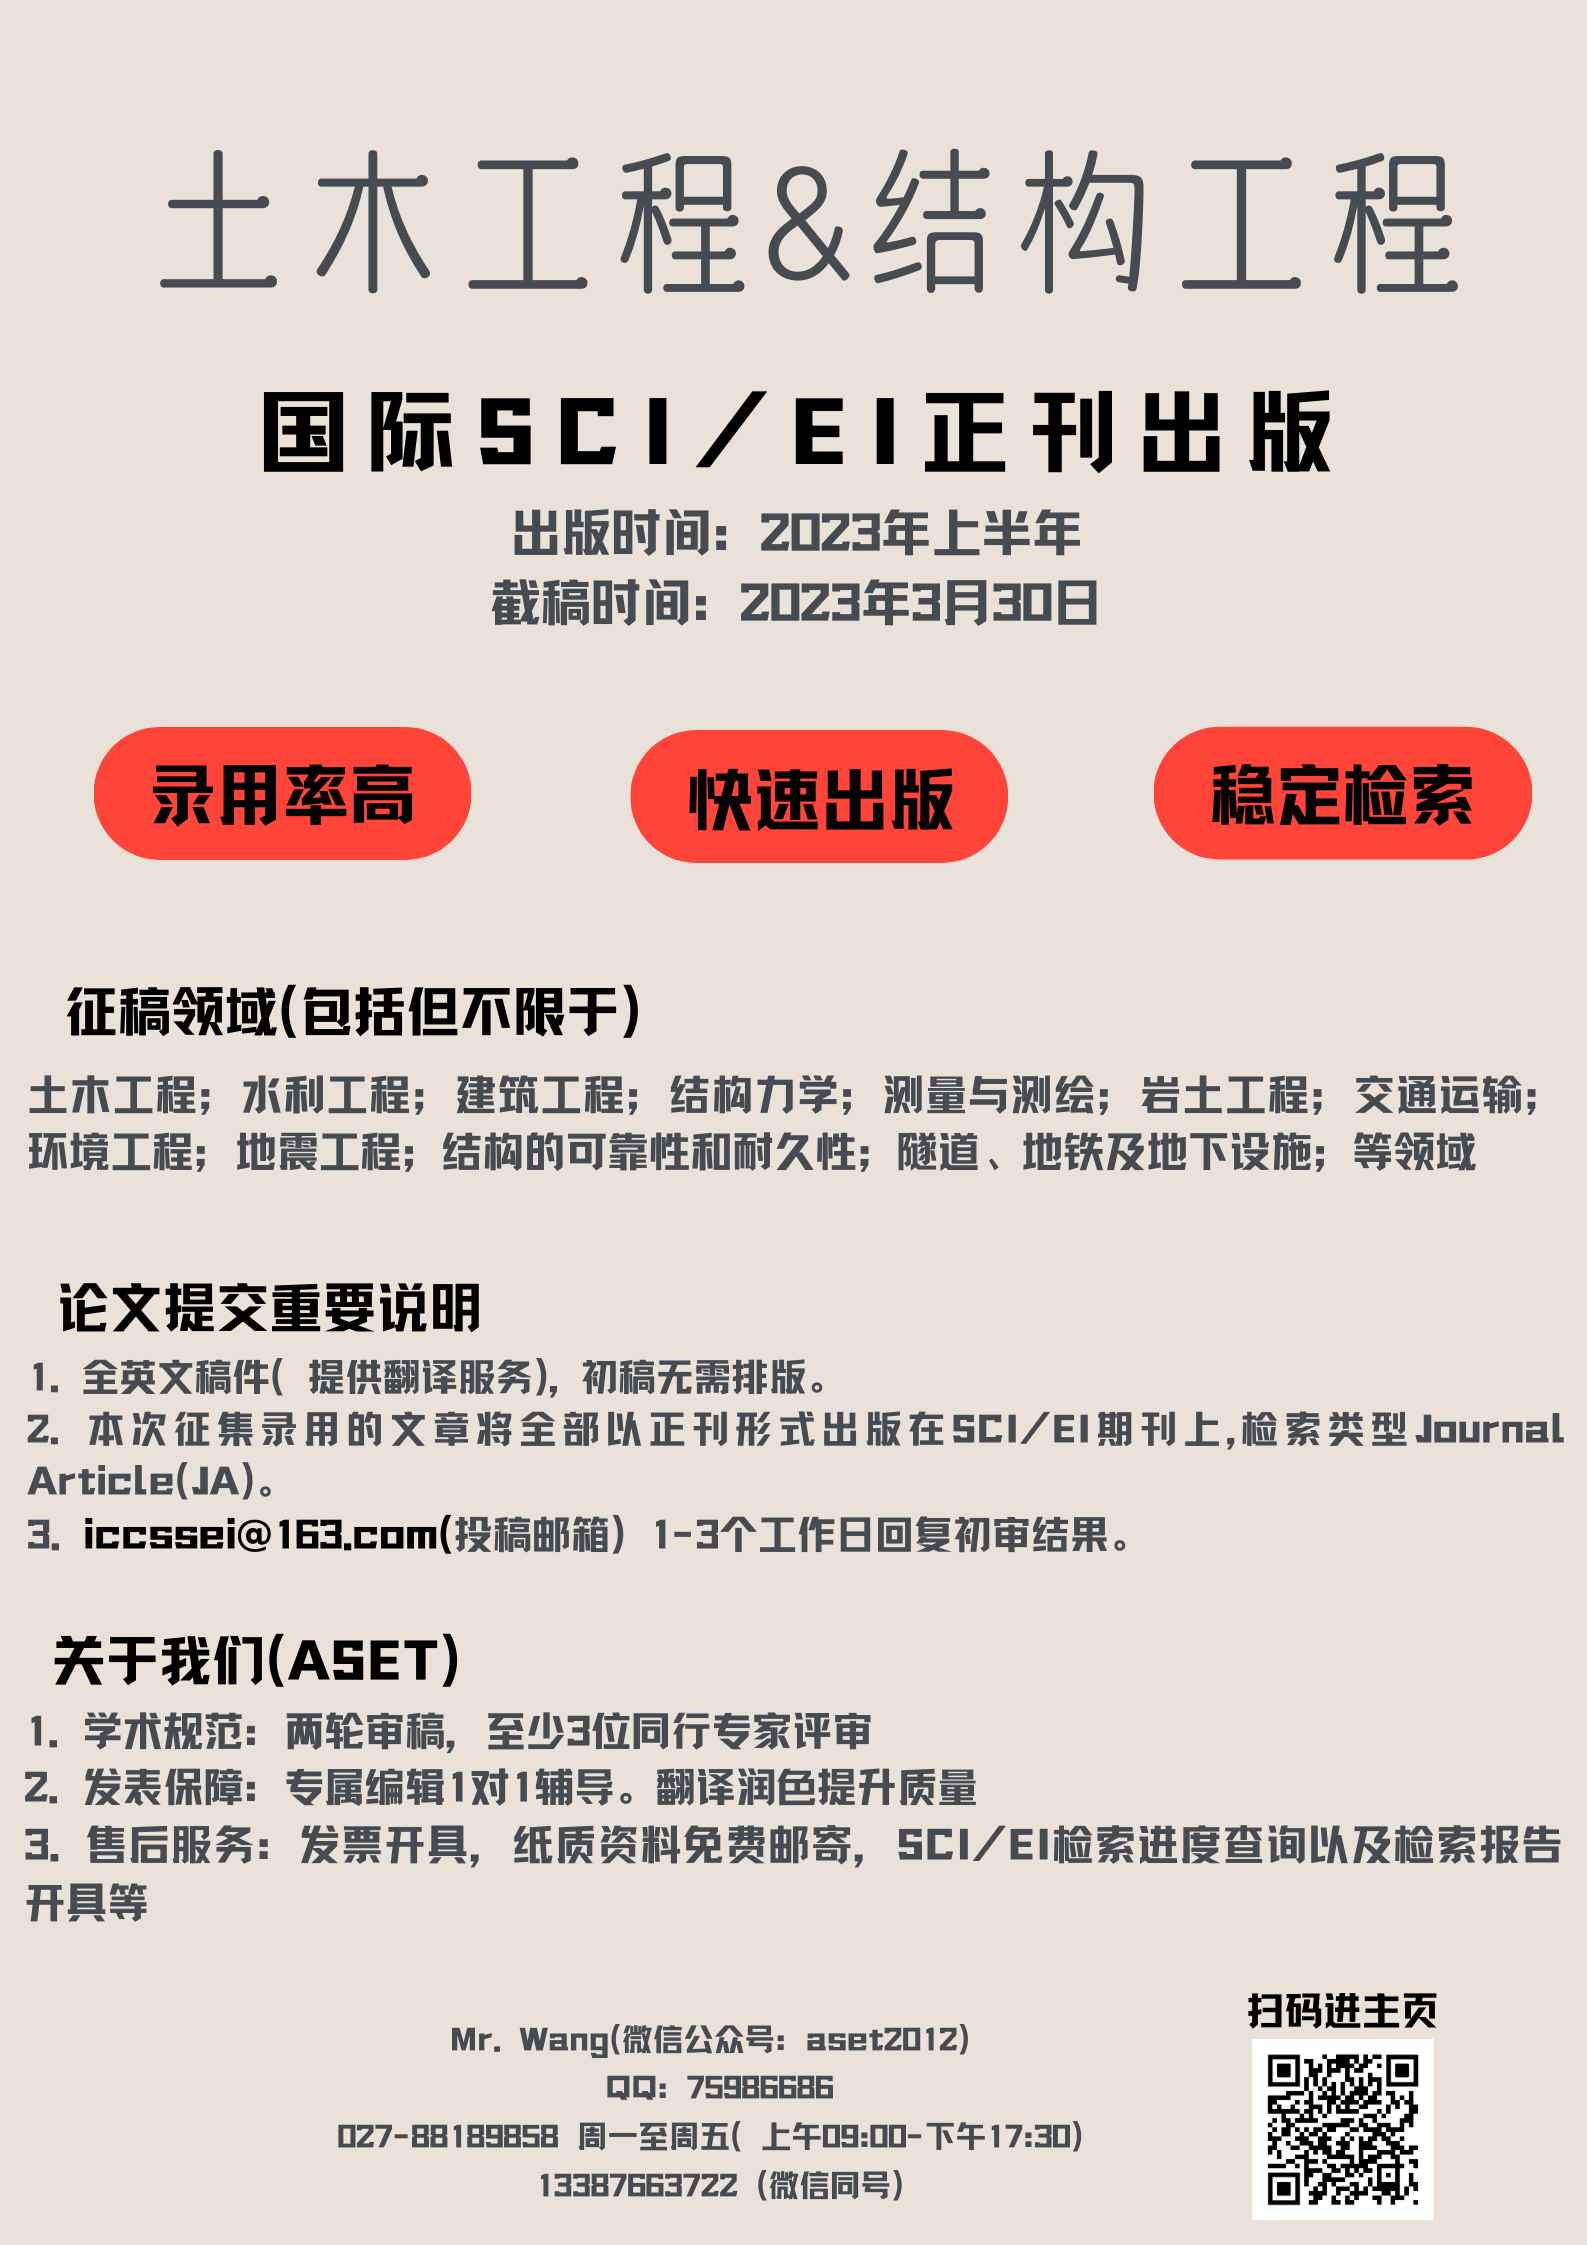 土木工程&结构工程
国际SCI/EI正刊出版
出版时间：2023年上半年
截稿时间：2023年3月30日
录用率高
快速出版
稳定检索
征稿领域(包括但不限于)
土木工程；水利工程；建筑工程；结构力学；测量与测绘；岩土工程；交通运输；
环境工程；地震工程；结构的可靠性和耐久性；隧道、地铁及地下设施；等领域
论文提交重要说明
1. 全英文稿件( 提供翻译服务)，初稿无需排版。
2. 本次征集录用的文章将全部以正刊形式出版在SCI/EI期刊上,检索类型Journal
Article(JA)。
3. iccssei@163.com(投稿邮箱）1-3个工作日回复初审结果。
关于我们(ASET)
1. 学术规范：两轮审稿，至少3位同行专家评审
2. 发表保障：专属编辑1对1辅导。翻译润色提升质量
3. 售后服务：发票开具，纸质资料免费邮寄，SCI/EI检索进度查询以及检索报告
开具等
扫码进主页
Mr. Wang(微信公众号：aset2012)
QQ：75986686
027-88189858 周一至周五( 上午09:00-下午17:30)
13387663722（微信同号）